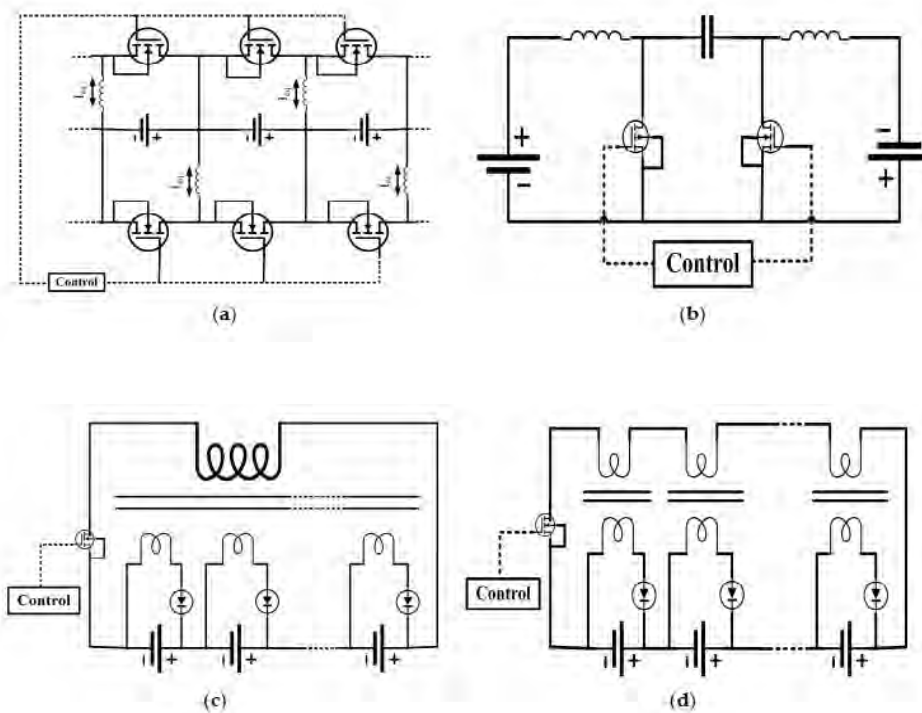 Control
(a)
+
-
-
+
Control
(b)
Control
+
+
+
(c)
Control
+
+
+
(d)